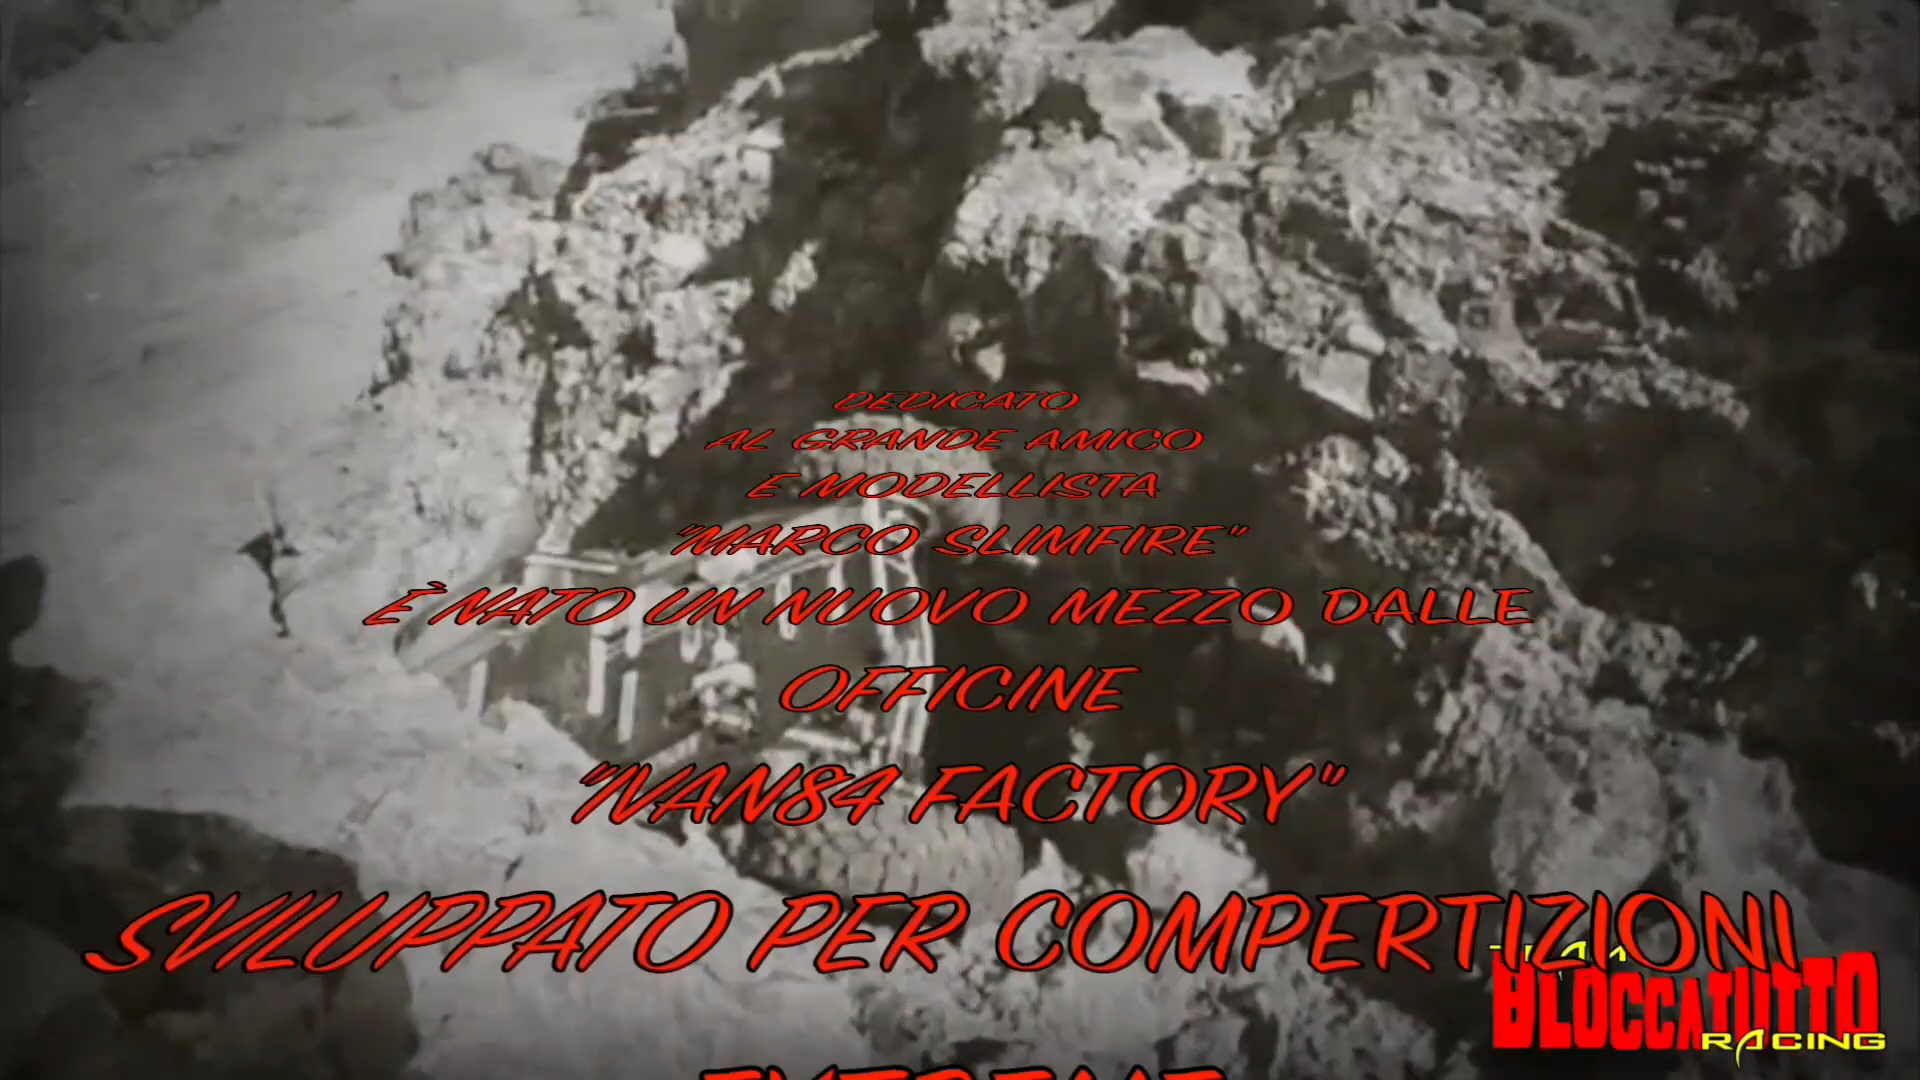 DEDICATO
AL GRANDE AMICO
E MODELLISTA
"MARCO SLIMFIRE"
È NATO UN NUOVO MEZZO DALLE
OFFICINE
"IVAN84 FACTORY"
SVILUPPATO PER COMPERTIZIONI
BLOCCATUTTO
RACING